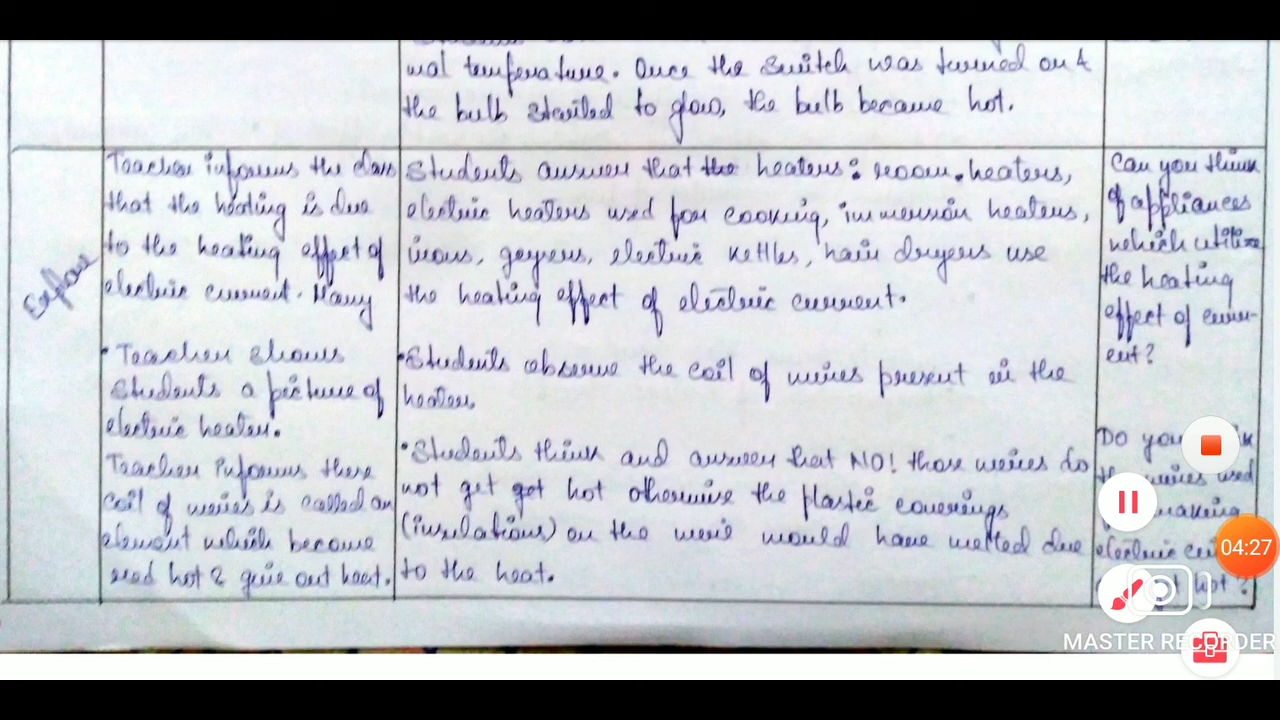 mal temperature. Once the switch was turned on &
the bulb started to glow, the bulb became hot.
Explore
Teacher informs the class
that the heating is due
to the heating effect of
electric current. Many
• Teacher shows
students a picture of
electric heater.
Teacher informs these
coil of wires is called an
element which become
red hot & give out heat.
Students answer that the heaters: room heaters,
electric heaters used for cooking, immersion heaters,
irons, geysers, electric kettles, hair dryers use
the heating effect of electric current.
•Students observe the coil of wires present in the
heater.
•Students think and answer that NO! those wires do
not get get hot otherwise the plastic coverings
(insulations) on the wire would have melted due
to the heat.
Can you think
of appliances
which utilize
the heating
effect of curr-
ent?
Do you
wires used
making
electric
hot?
04:27
MASTER RECORDER